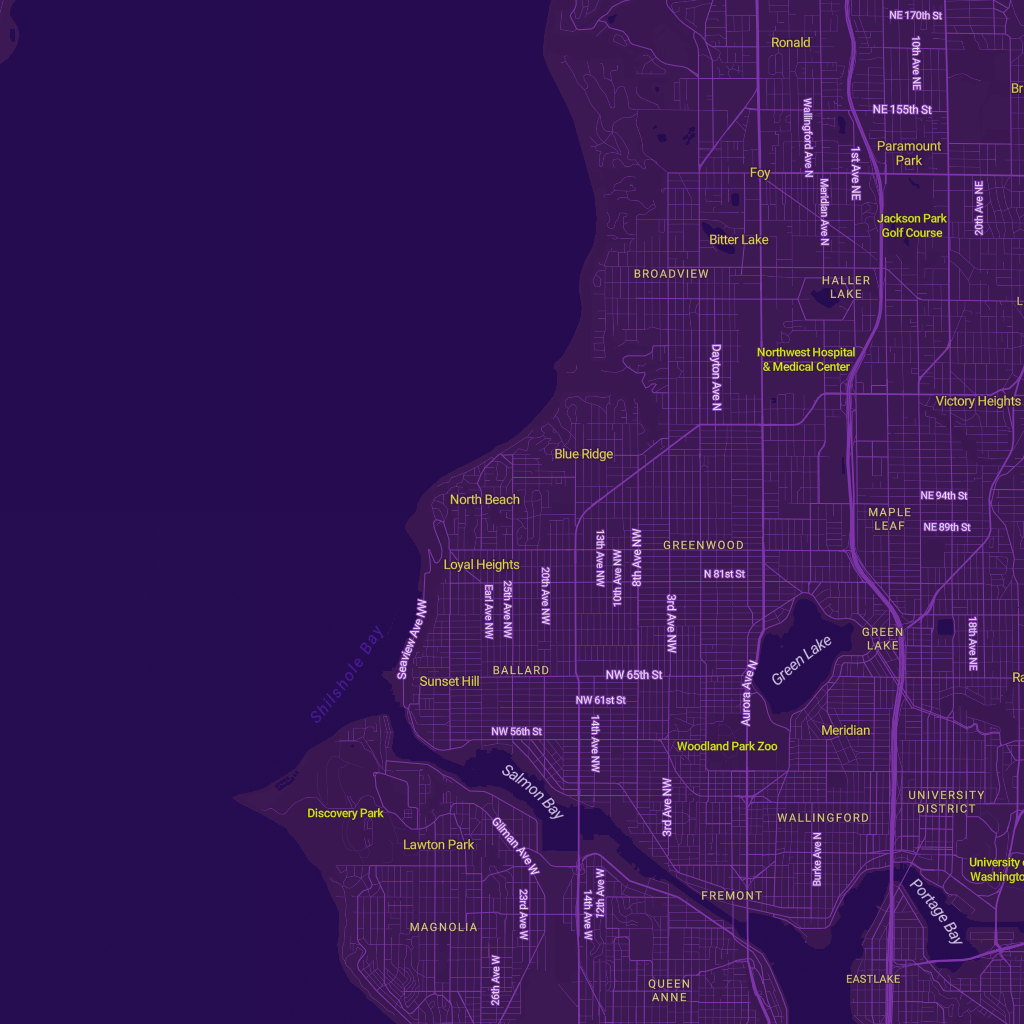 NE 170th St
Ronald
10th Ave NE
Br
Wallingford Ave N
NE 155th St
Paramount
Park
1st Ave NE
Foy
Meridian Ave N
20th Ave NE
Jackson Park
Golf Course
Bitter Lake
BROADVIEW
HALLER
LAKE
L
Dayton Ave N
Northwest Hospital
& Medical Center
Victory Heights
Blue Ridge
North Beach
NE 94th St
MAPLE
LEAF
NE 89th St
GREENWOOD
13th Ave NW
10th Ave NW
8th Ave NW
Loyal Heights
N 81st St
Earl Ave NW
25th Ave NW
20th Ave NW
3rd Ave NW
Seaview Ave NW
Shilshole Bay
GREEN
LAKE
18th Ave NE
Green Lake
BALLARD
NW 65th St
Sunset Hill
Ra
Aurora Ave N
NW 61st St
NW 56th St
14th Ave NW
Meridian
Woodland Park Zoo
Salmon Bay
3rd Ave NW
UNIVERSITY
DISTRICT
Discovery Park
WALLINGFORD
Lawton Park
Gilman Ave W
Burke Ave N
University o
Washingto
12th Ave W
14th Ave W
23rd Ave W
FREMONT
Portage Bay
MAGNOLIA
26th Ave W
EASTLAKE
QUEEN
ANNE